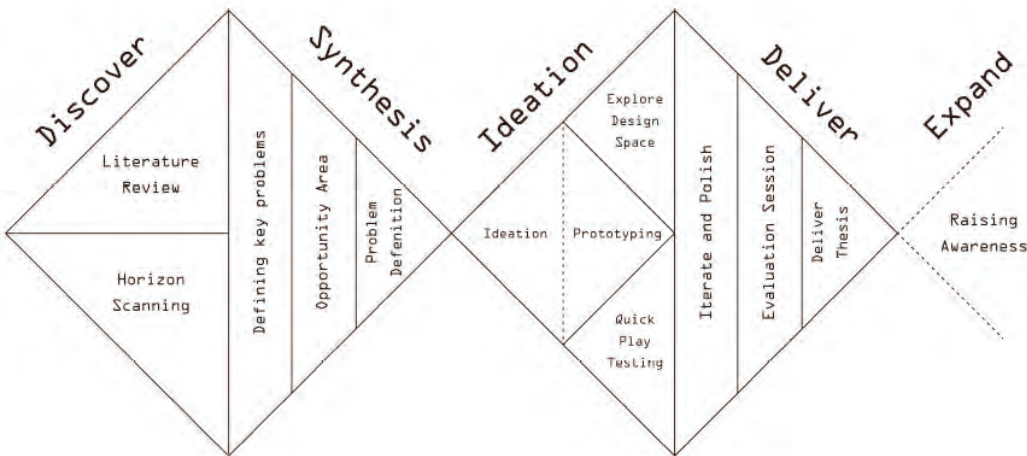 Discover
Literature
Review
Horizon
Scanning
Synthesis
Defining key problems
Opportunity Area
Problem
Defenition
Ideation
Ideation
Prototyping
Explore
Design
Space
Quick
Play
Testing
Deliver
Iterate and Polish
Evaluation Session
Deliver
Thesis
Expand
Raising
Awareness